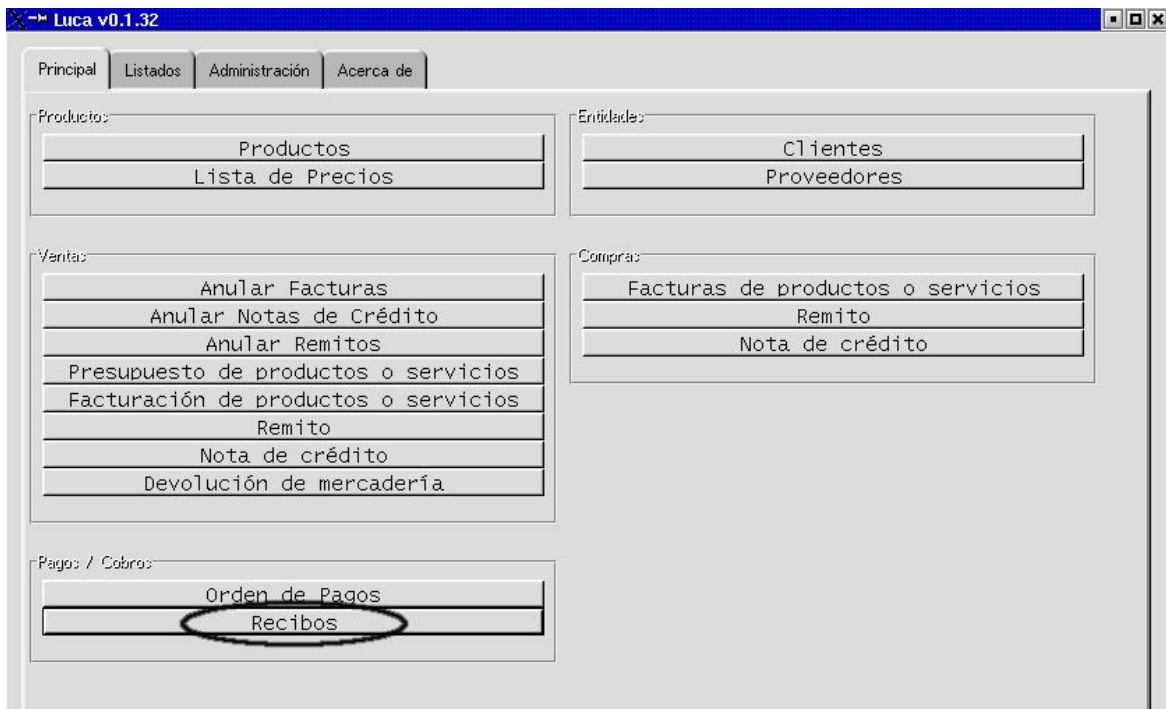 Luca v0.1.32
Principal Listados Administración Acerca de
Productos
Productos
Lista de Precios
Entidades
Clientes
Proveedores
Ventas
Anular Facturas
Anular Notas de Crédito
Anular Remitos
Presupuesto de productos o servicios
Facturación de productos o servicios
Remito
Nota de crédito
Devolución de mercadería
Compras
Facturas de productos o servicios
Remito
Nota de crédito
Pagos / Cobros
Orden de Pagos
Recibos